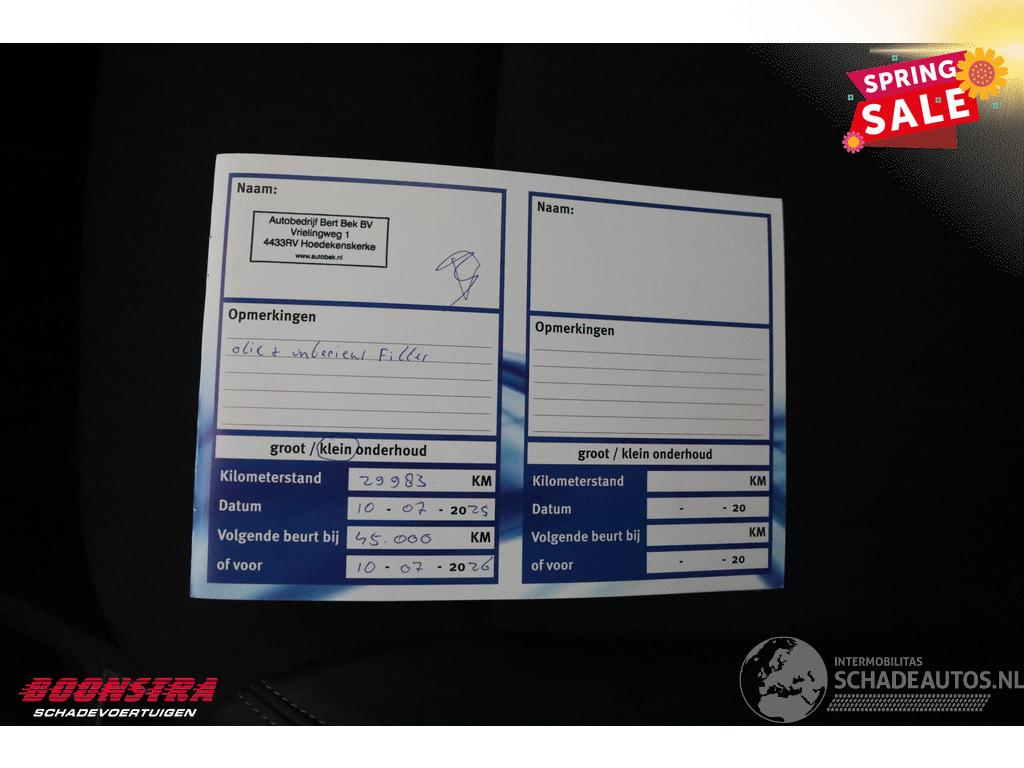 SPRING
SALE
Naam:
Autobedrijf Bert Bek BV
Vrielingweg 1
4433RV Hoedekenskerke
www.autobek.nl
Opmerkingen
olie + interieur Filter
groot / klein onderhoud
Kilometerstand 29983. KM
Datum 10 - 07 - 2025
Volgende beurt bij 45.000 KM
of voor 10 - 07 - 2026
Naam:
Opmerkingen
groot / klein onderhoud
Kilometerstand KM
Datum - - 20
Volgende beurt bij KM
of voor - - 20
BOONSTRA
SCHADEVOERTUIGEN
INTERMOBILITAS
SCHADEAUTOS.NL